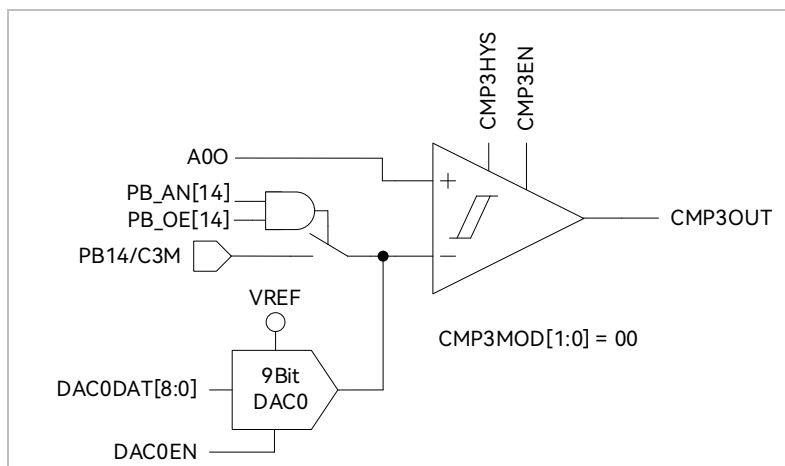 CMP3HYS
CMP3EN
A0O
PB_AN[14]
PB_OE[14]
PB14/C3M
CMP3OUT
VREF
CMP3MOD[1:0] = 00
9Bit
DAC0
DAC0DAT[8:0]
DAC0EN